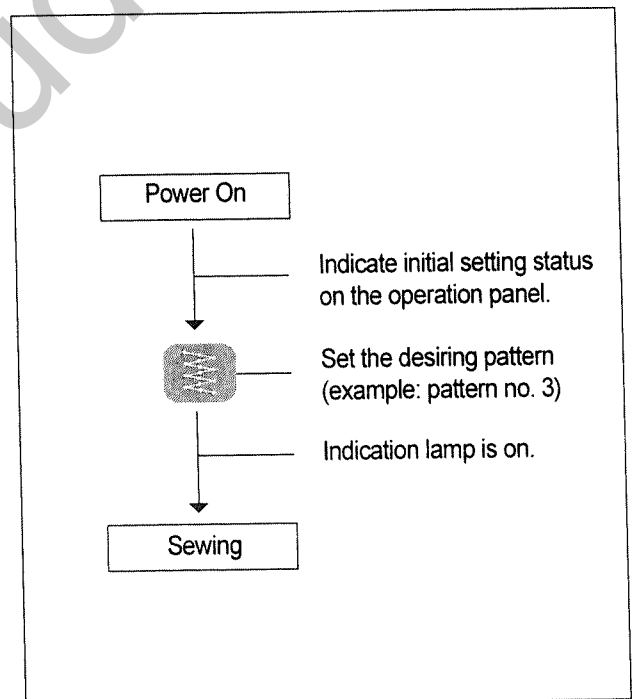 Power On
Indicate initial setting status
on the operation panel.
Set the desiring pattern
(example: pattern no. 3)
Indication lamp is on.
Sewing